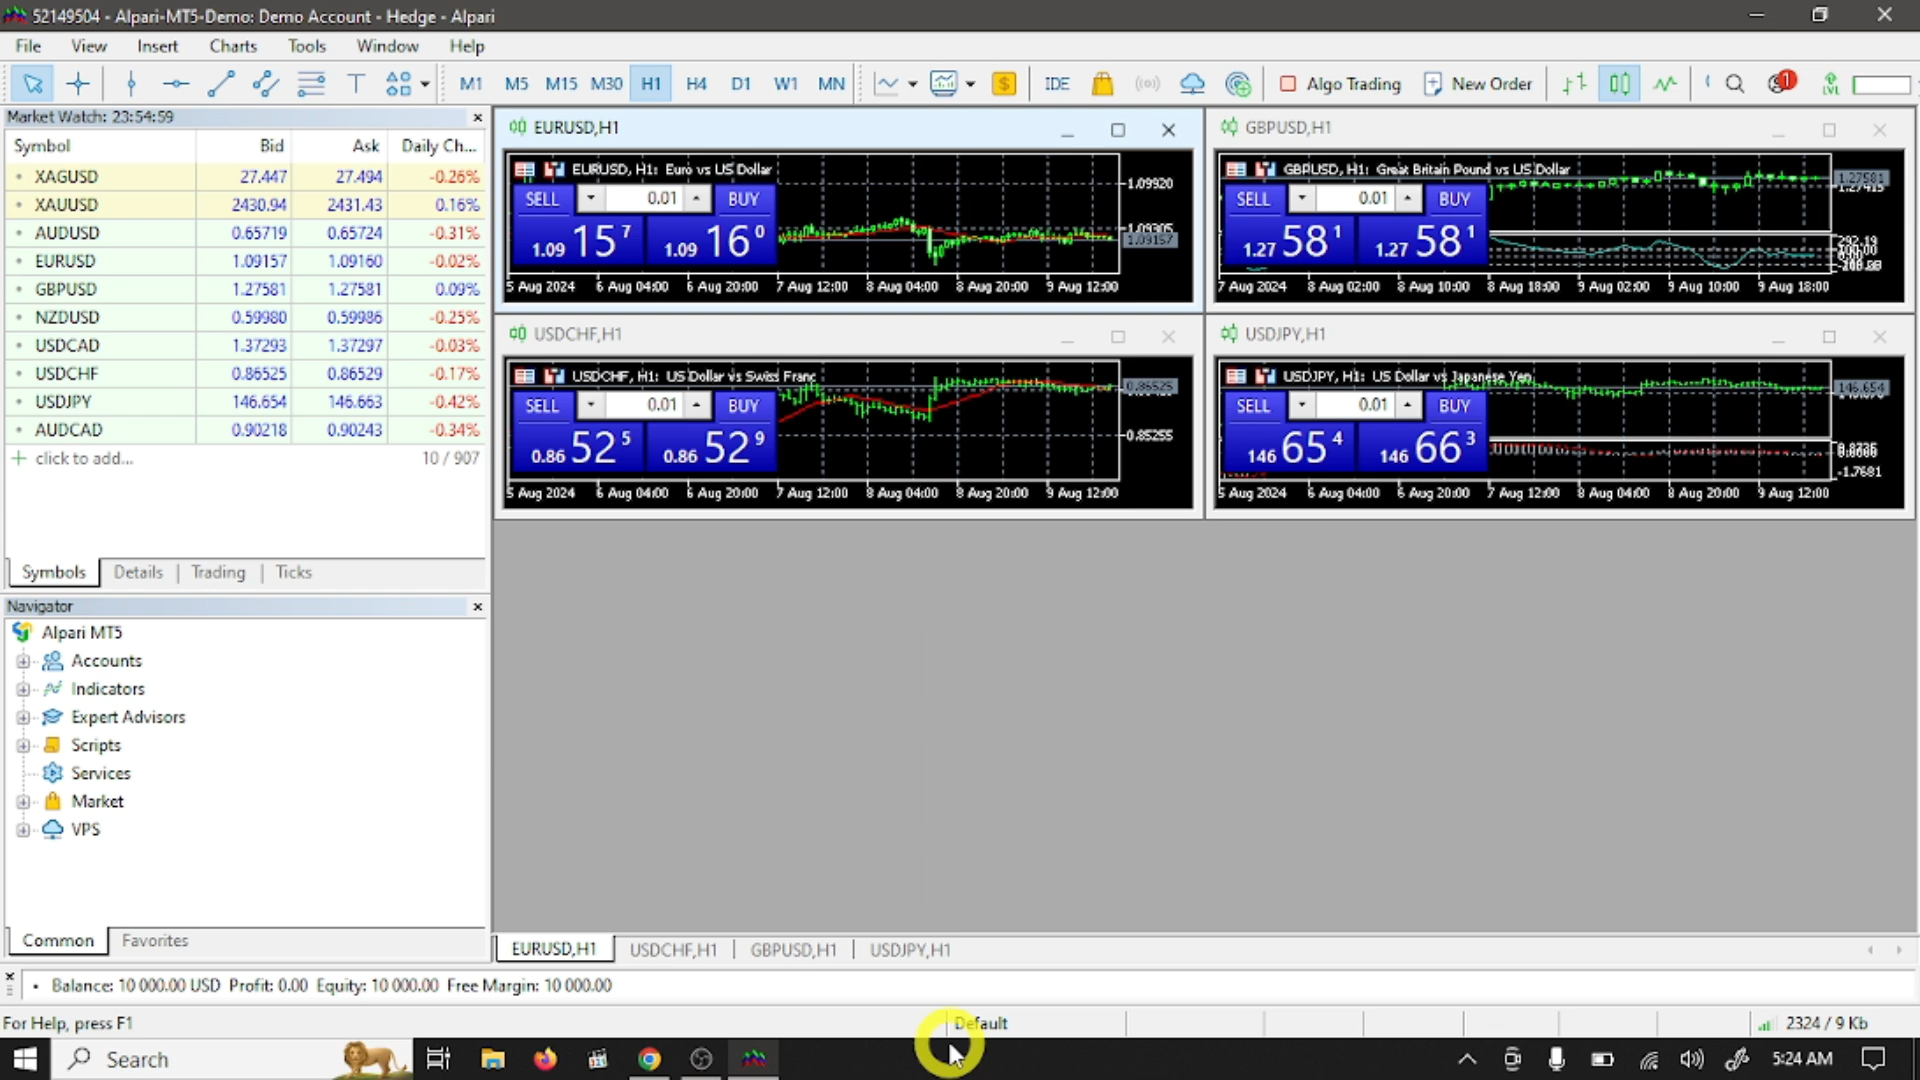 52149504 - Alpari-MT5-Demo: Demo Account - Hedge - Alpari
File View Insert Charts Tools Window Help
M1 M5 M15 M30 H1 H4 D1 W1 MN IDE Algo Trading New Order 1 LVL
Market Watch: 23:54:59
Symbol Bid Ask Daily Ch...
XAGUSD 27.447 27.494 -0.26%
XAUUSD 2430.94 2431.43 0.16%
AUDUSD 0.65719 0.65724 -0.31%
EURUSD 1.09157 1.09160 -0.02%
GBPUSD 1.27581 1.27581 0.09%
NZDUSD 0.59980 0.59986 -0.25%
USDCAD 1.37293 1.37297 -0.03%
USDCHF 0.86525 0.86529 -0.17%
USDJPY 146.654 146.663 -0.42%
AUDCAD 0.90218 0.90243 -0.34%
click to add... 10 / 907
Symbols Details Trading Ticks
Navigator
Alpari MT5
Accounts
Indicators
Expert Advisors
Scripts
Services
Market
VPS
Common Favorites
EURUSD,H1
EURUSD, H1: Euro vs US Dollar
SELL 0.01 BUY
1.09 15 7 1.09 16 0
1.09920
1.09157
5 Aug 2024 6 Aug 04:00 6 Aug 20:00 7 Aug 12:00 8 Aug 04:00 8 Aug 20:00 9 Aug 12:00
GBPUSD,H1
GBPUSD, H1: Great Britain Pound vs US Dollar
SELL 0.01 BUY
1.27 58 1 1.27 58 1
1.27581
7 Aug 2024 8 Aug 02:00 8 Aug 10:00 8 Aug 18:00 9 Aug 02:00 9 Aug 10:00 9 Aug 18:00
USDCHF,H1
USDCHF, H1: US Dollar vs Swiss Franc
SELL 0.01 BUY
0.86 52 5 0.86 52 9
0.86525
0.85255
5 Aug 2024 6 Aug 04:00 6 Aug 20:00 7 Aug 12:00 8 Aug 04:00 8 Aug 20:00 9 Aug 12:00
USDJPY,H1
USDJPY, H1: US Dollar vs Japanese Yen
SELL 0.01 BUY
146 65 4 146 66 3
146.654
-1.7681
5 Aug 2024 6 Aug 04:00 6 Aug 20:00 7 Aug 12:00 8 Aug 04:00 8 Aug 20:00 9 Aug 12:00
EURUSD,H1 USDCHF,H1 GBPUSD,H1 USDJPY,H1
Balance: 10 000.00 USD Profit: 0.00 Equity: 10 000.00 Free Margin: 10 000.00
For Help, press F1 Default 2324 / 9 Kb
Search 5:24 AM